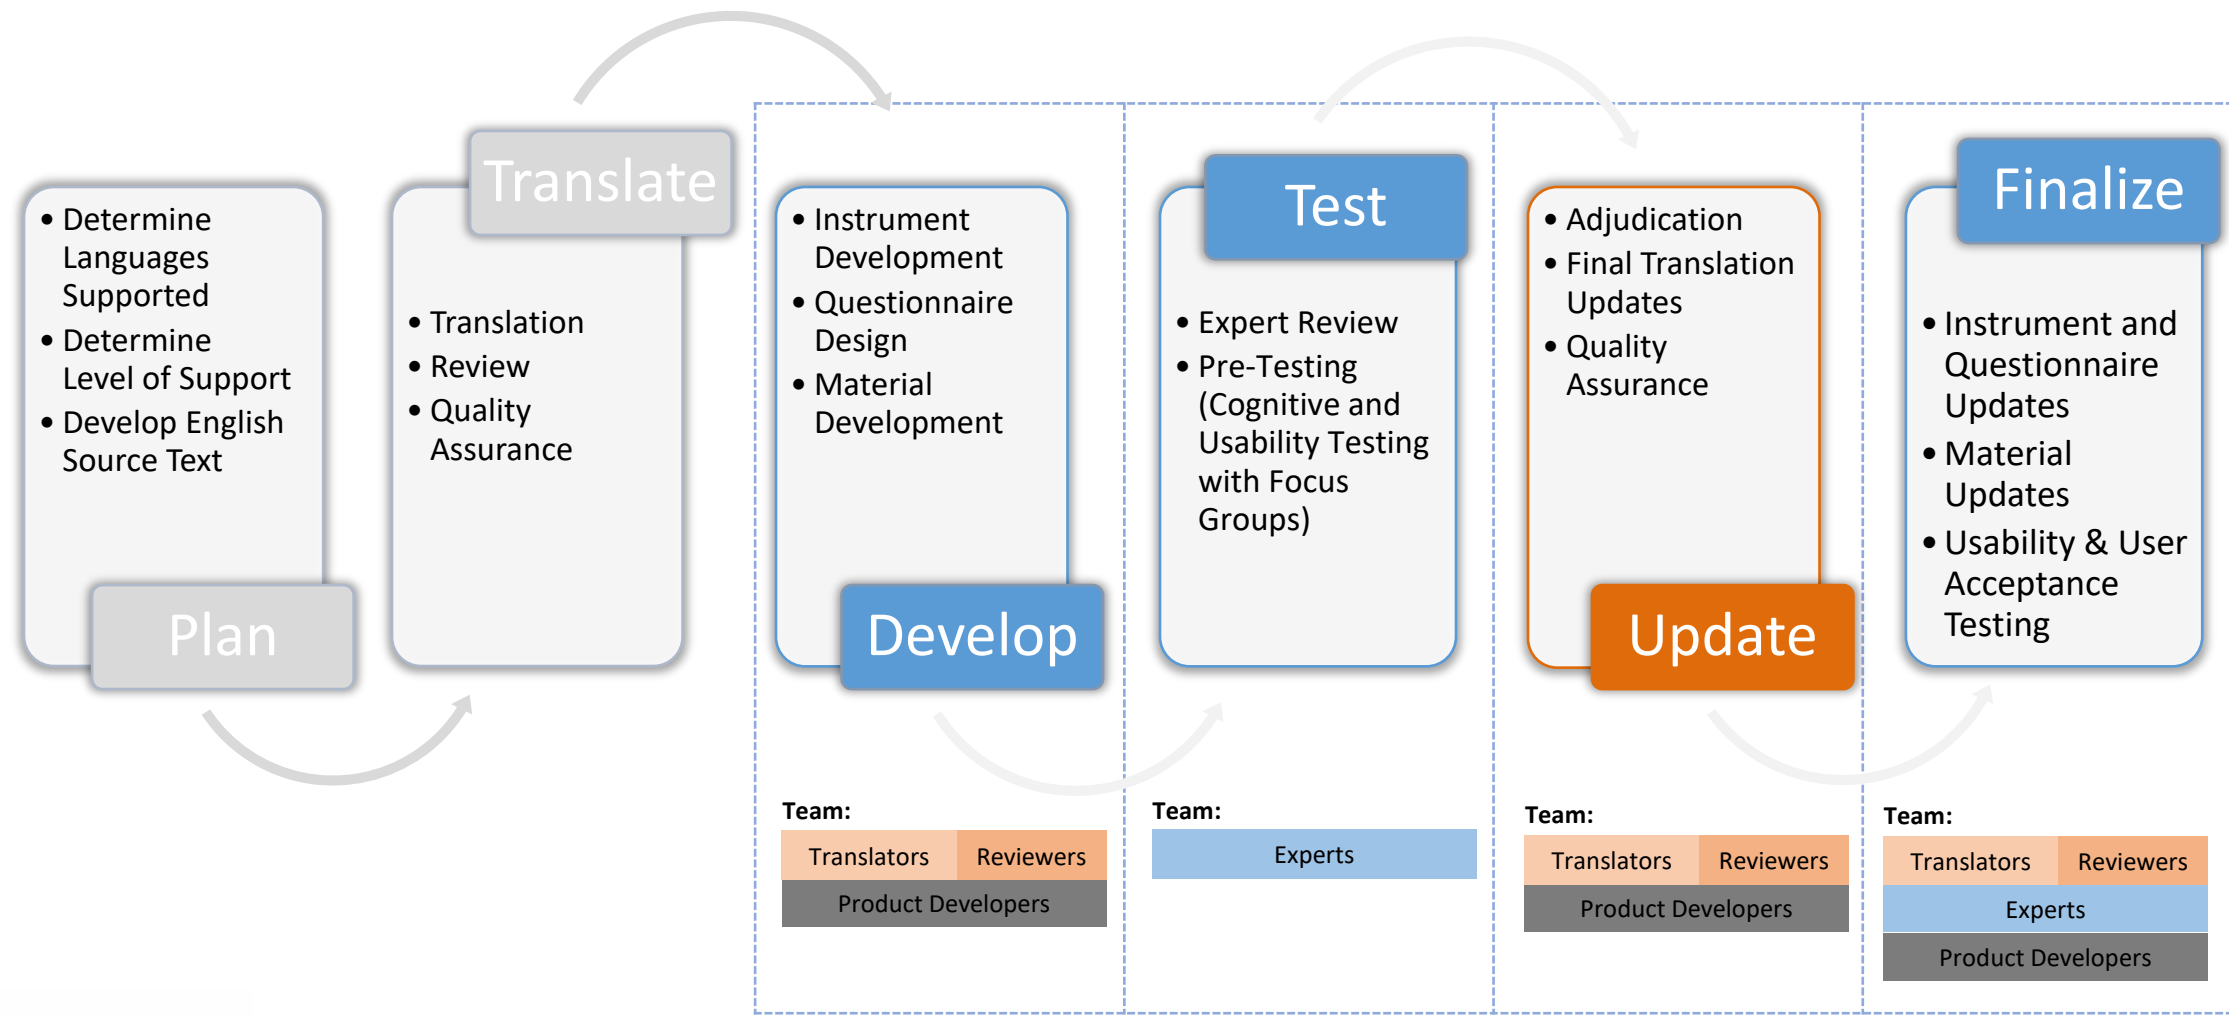 • Determine
Languages
Supported
• Determine
Level of Support
• Develop English
Source Text
Plan
Translate
• Translation
• Review
• Quality
Assurance
• Instrument
Development
• Questionnaire
Design
• Material
Development
Develop
Test
• Expert Review
• Pre-Testing
(Cognitive and
Usability Testing
with Focus
Groups)
• Adjudication
• Final Translation
Updates
• Quality
Assurance
Update
Finalize
• Instrument and
Questionnaire
Updates
• Material
Updates
• Usability & User
Acceptance
Testing
Team:
Translators Reviewers
Product Developers
Team:
Experts
Team:
Translators Reviewers
Product Developers
Team:
Translators Reviewers
Experts
Product Developers